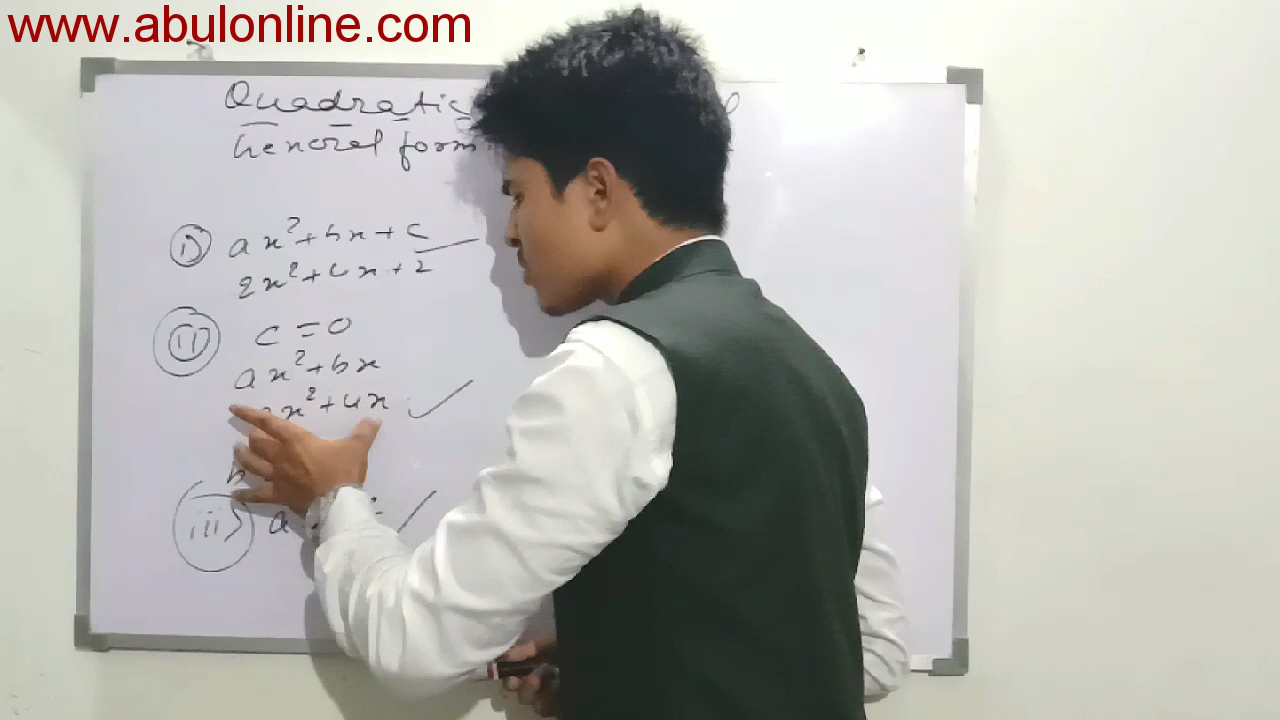 www.abulonline.com
Quadratic
General form
i) ax²+bx+c
2x²+4x+2
ii) c=0
ax²+bx
x²+4x
b
iii) a